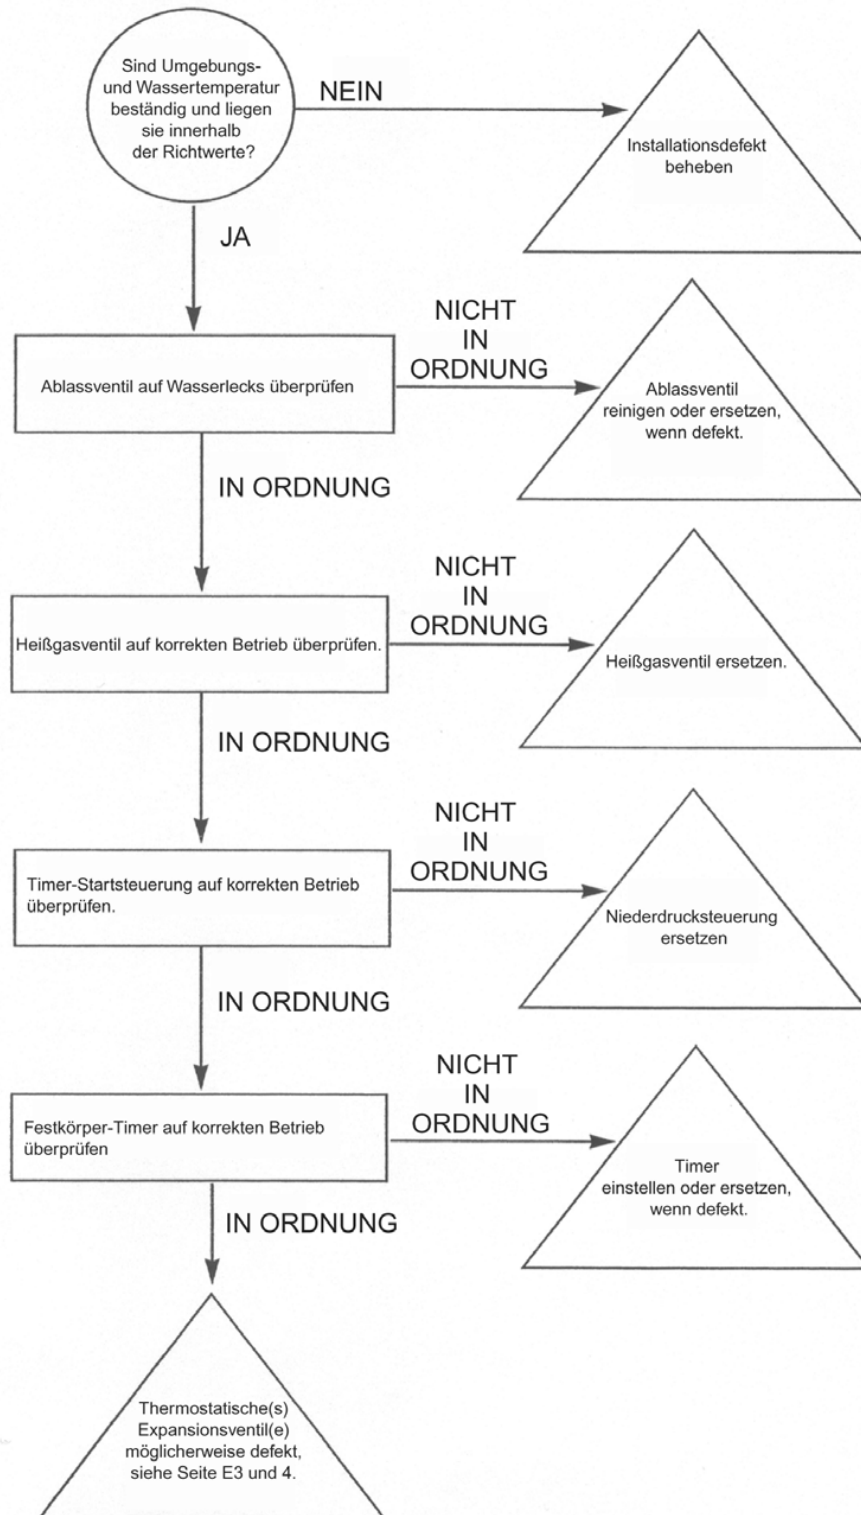 Sind Umgebungs-
und Wassertemperatur
beständig und liegen
sie innerhalb
der Richtwerte?
NEIN
Installationsdefekt
beheben
JA
Ablassventil auf Wasserlecks überprüfen
NICHT
IN
ORDNUNG
Ablassventil
reinigen oder ersetzen,
wenn defekt.
IN ORDNUNG
Heißgasventil auf korrekten Betrieb überprüfen.
NICHT
IN
ORDNUNG
Heißgasventil ersetzen.
IN ORDNUNG
Timer-Startsteuerung auf korrekten Betrieb
überprüfen.
NICHT
IN
ORDNUNG
Niederdrucksteuerung
ersetzen
IN ORDNUNG
Festkörper-Timer auf korrekten Betrieb
überprüfen
NICHT
IN
ORDNUNG
Timer
einstellen oder ersetzen,
wenn defekt.
IN ORDNUNG
Thermostatische(s)
Expansionsventil(e)
möglicherweise defekt,
siehe Seite E3 und 4.